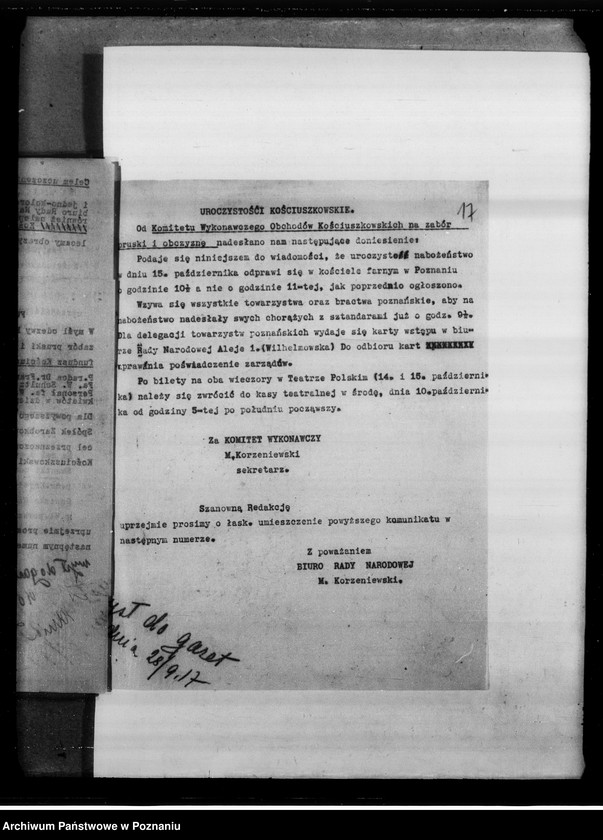 17
UROCZYSTOŚĆI KOŚCIUSZKOWSKIE.
Od Komitetu Wykonawczego Obchodów Kościuszkowskich na zabór
pruski i obczyznę nadesłano nam następujące doniesienie:
Podaje się niniejszem do wiadomości, że uroczyste nabożeństwo
w dniu 15. października odprawi się w kościele farnym w Poznaniu
o godzinie 10½ a nie o godzinie 11-tej, jak poprzednio ogłoszono.
Wzywa się wszystkie towarzystwa oraz bractwa poznańskie, aby na
nabożeństwo nadesłały swych chorążych z sztandarami już o godz. 9½.
Dla delegacji towarzystw poznańskich wydaje się karty wstępu w biu-
rze Rady Narodowej Aleje 1.(Wilhelmowska) Do odbioru kart
uprawnia poświadczenie zarządów.
Po bilety na oba wieczory w Teatrze Polskim (14. i 15. październi-
ka) należy się zwrócić do kasy teatralnej w środę, dnia 10.październi-
ka od godziny 5-tej po południu począwszy.
Za KOMITET WYKONAWCZY
M.Korzeniewski
sekretarz.
Szanowną Redakcję
uprzejmie prosimy o łask. umieszczenie powyższego komunikatu w
następnym numerze.
Z poważaniem
BIURO RADY NARODOWEJ
M. Korzeniewski.
do gazet
28/9.17
Archiwum Państwowe w Poznaniu